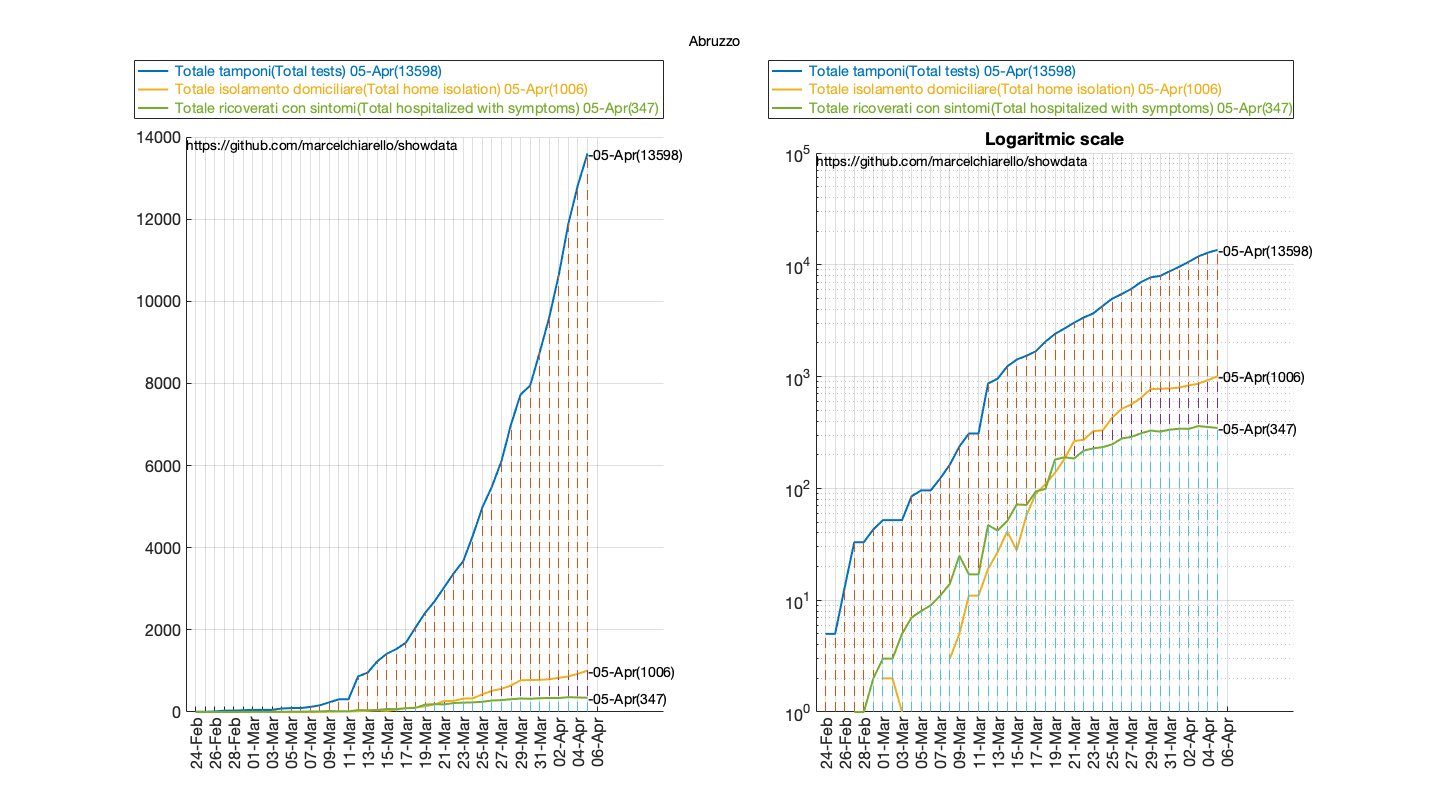 Abruzzo
Totale tamponi(Total tests) 05-Apr(13598)
Totale isolamento domiciliare(Total home isolation) 05-Apr(1006)
Totale ricoverati con sintomi(Total hospitalized with symptoms) 05-Apr(347)
14000
https://github.com/marcelchiarello/showdata
-05-Apr(13598)
12000
10000
8000
6000
4000
2000
-05-Apr(1006)
-05-Apr(347)
0
24-Feb
26-Feb
28-Feb
01-Mar
03-Mar
05-Mar
07-Mar
09-Mar
11-Mar
13-Mar
15-Mar
17-Mar
19-Mar
21-Mar
23-Mar
25-Mar
27-Mar
29-Mar
31-Mar
02-Apr
04-Apr
06-Apr
Totale tamponi(Total tests) 05-Apr(13598)
Totale isolamento domiciliare(Total home isolation) 05-Apr(1006)
Totale ricoverati con sintomi(Total hospitalized with symptoms) 05-Apr(347)
Logaritmic scale
10^5
https://github.com/marcelchiarello/showdata
-05-Apr(13598)
10^4
10^3
-05-Apr(1006)
-05-Apr(347)
10^2
10^1
10^0
24-Feb
26-Feb
28-Feb
01-Mar
03-Mar
05-Mar
07-Mar
09-Mar
11-Mar
13-Mar
15-Mar
17-Mar
19-Mar
21-Mar
23-Mar
25-Mar
27-Mar
29-Mar
31-Mar
02-Apr
04-Apr
06-Apr